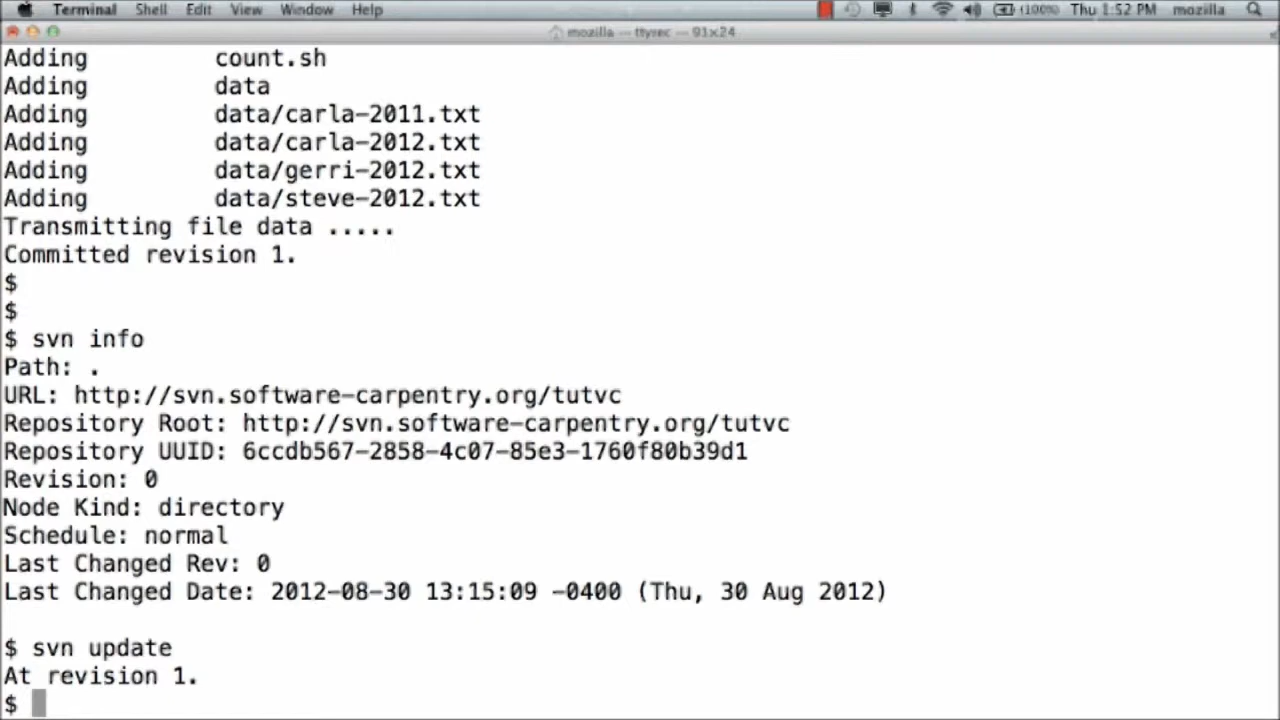 Terminal Shell Edit View Window Help (100%) Thu 1:52 PM mozilla
mozilla — ttyrec — 91×24
Adding count.sh
Adding data
Adding data/carla-2011.txt
Adding data/carla-2012.txt
Adding data/gerri-2012.txt
Adding data/steve-2012.txt
Transmitting file data .....
Committed revision 1.
$
$
$ svn info
Path: .
URL: http://svn.software-carpentry.org/tutvc
Repository Root: http://svn.software-carpentry.org/tutvc
Repository UUID: 6ccdb567-2858-4c07-85e3-1760f80b39d1
Revision: 0
Node Kind: directory
Schedule: normal
Last Changed Rev: 0
Last Changed Date: 2012-08-30 13:15:09 -0400 (Thu, 30 Aug 2012)
$ svn update
At revision 1.
$